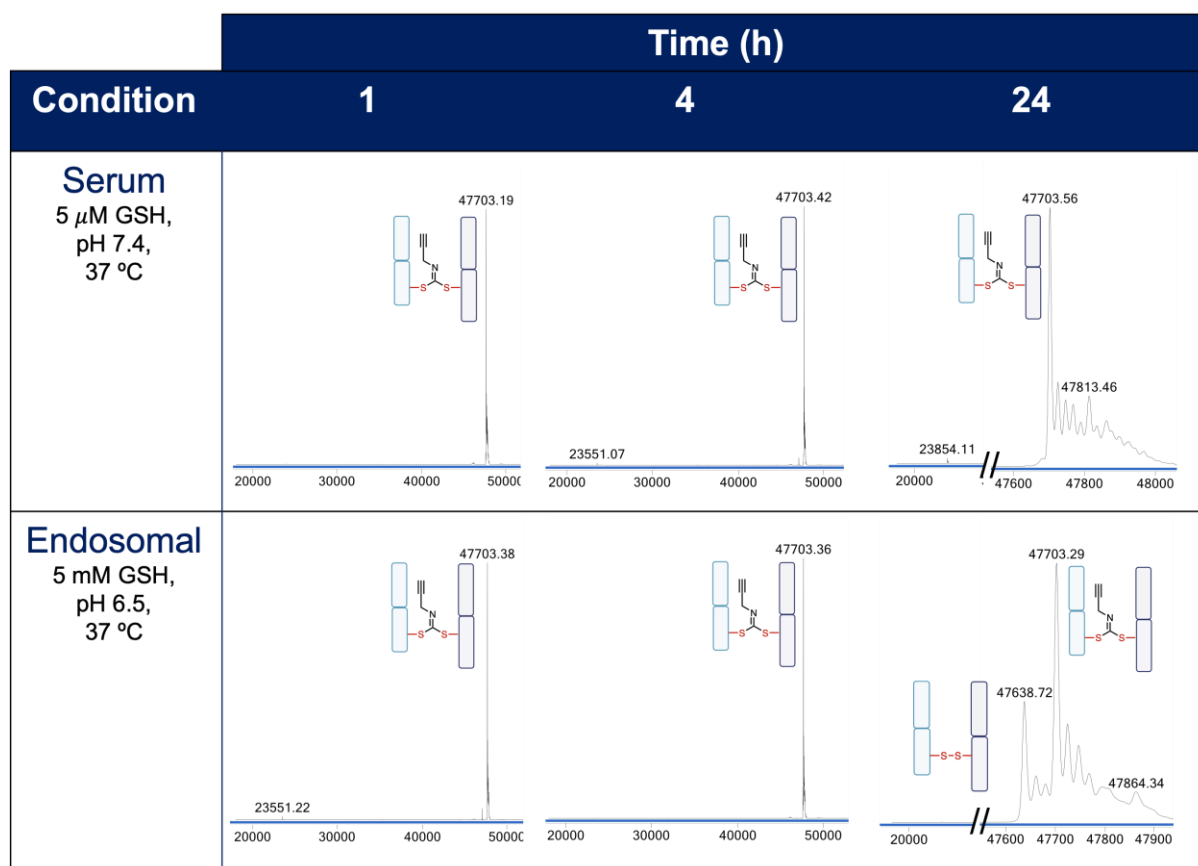 Time (h)
Condition 1 4 24
Serum
5 μM GSH,
pH 7.4,
37 ºC
47703.19
N
S S
20000 30000 40000 50000
47703.42
N
S S
23551.07
20000 30000 40000 50000
47703.56
N
S S
47813.46
23854.11
20000 47600 47800 48000
Endosomal
5 mM GSH,
pH 6.5,
37 ºC
47703.38
N
S S
23551.22
20000 30000 40000 50000
47703.36
N
S S
20000 30000 40000 50000
47703.29
N
S S
47638.72
S-S
47864.34
20000 47600 47700 47800 47900